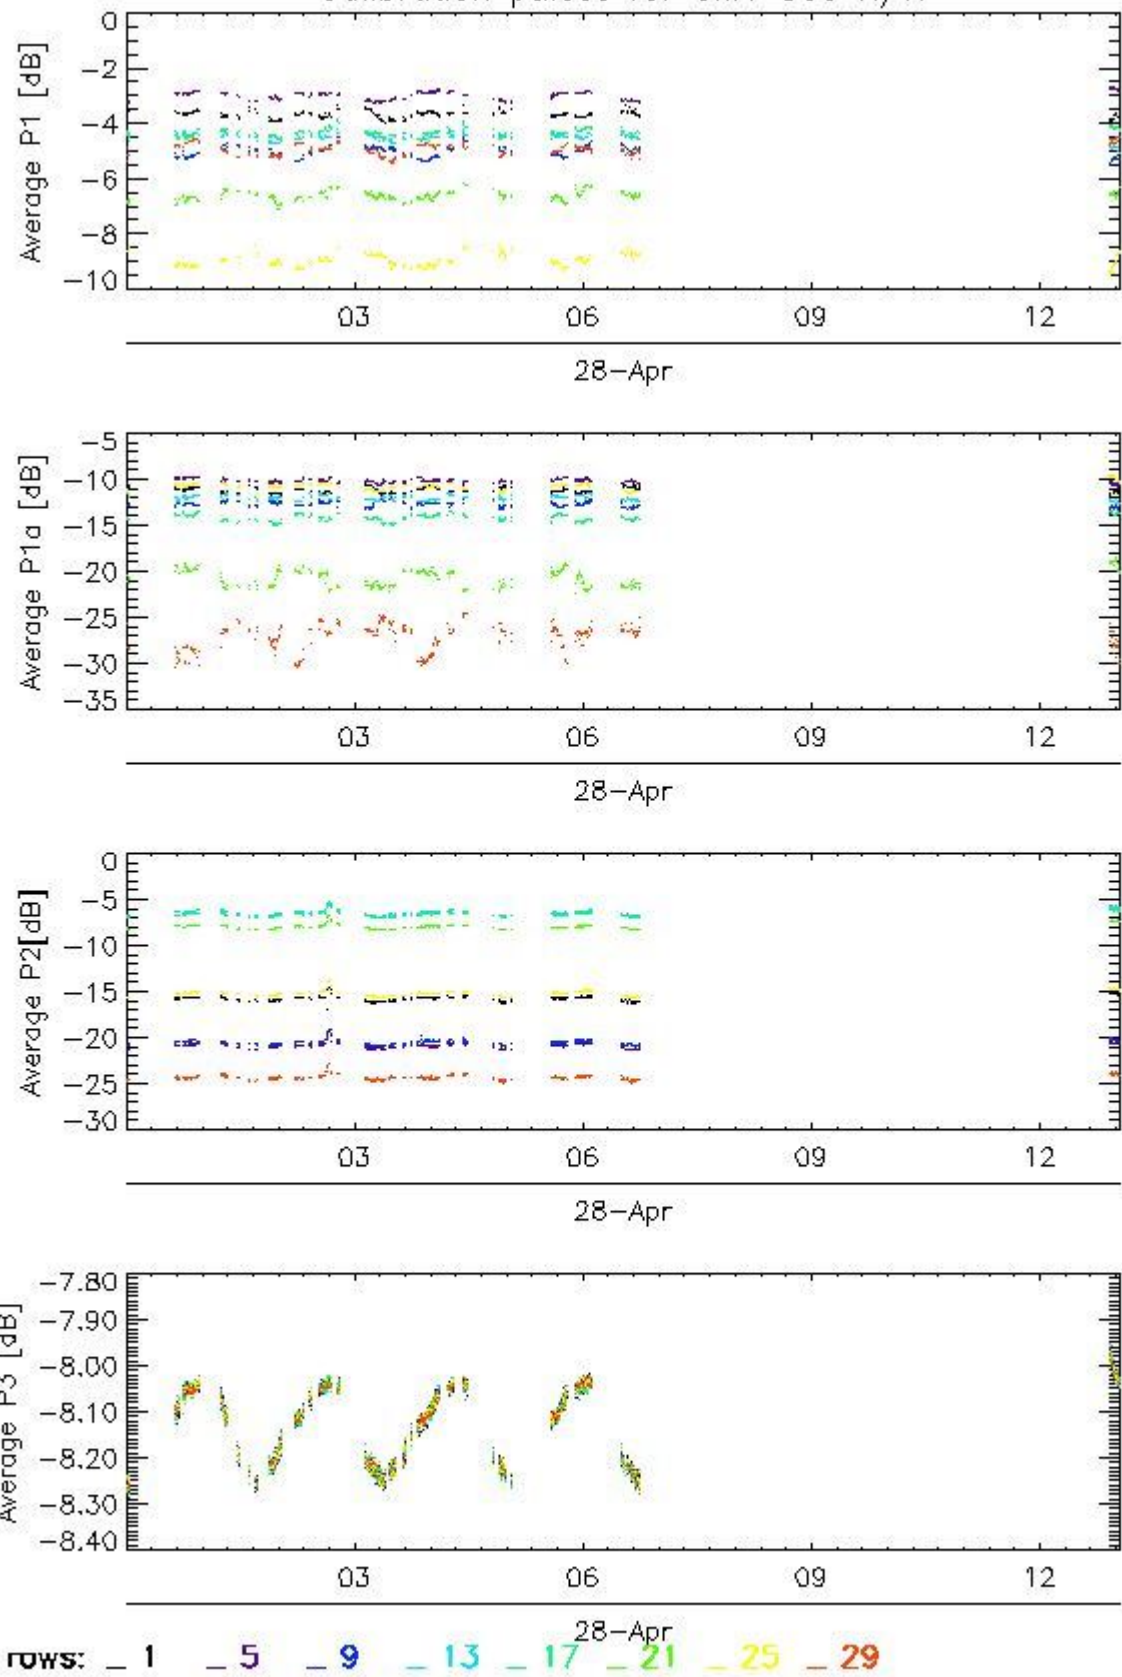 0
-2
-4
-6
-8
-10
Average P1 [dB]
03 06 09 12
28-Apr
-5
-10
-15
-20
-25
-30
-35
Average P1a [dB]
03 06 09 12
28-Apr
0
-5
-10
-15
-20
-25
-30
Average P2[dB]
03 06 09 12
28-Apr
-7.80
-7.90
-8.00
-8.10
-8.20
-8.30
-8.40
Average P3 [dB]
03 06 09 12
28-Apr
rows: _ 1 _ 5 _ 9 _ 13 _ 17 _ 21 _ 25 _ 29